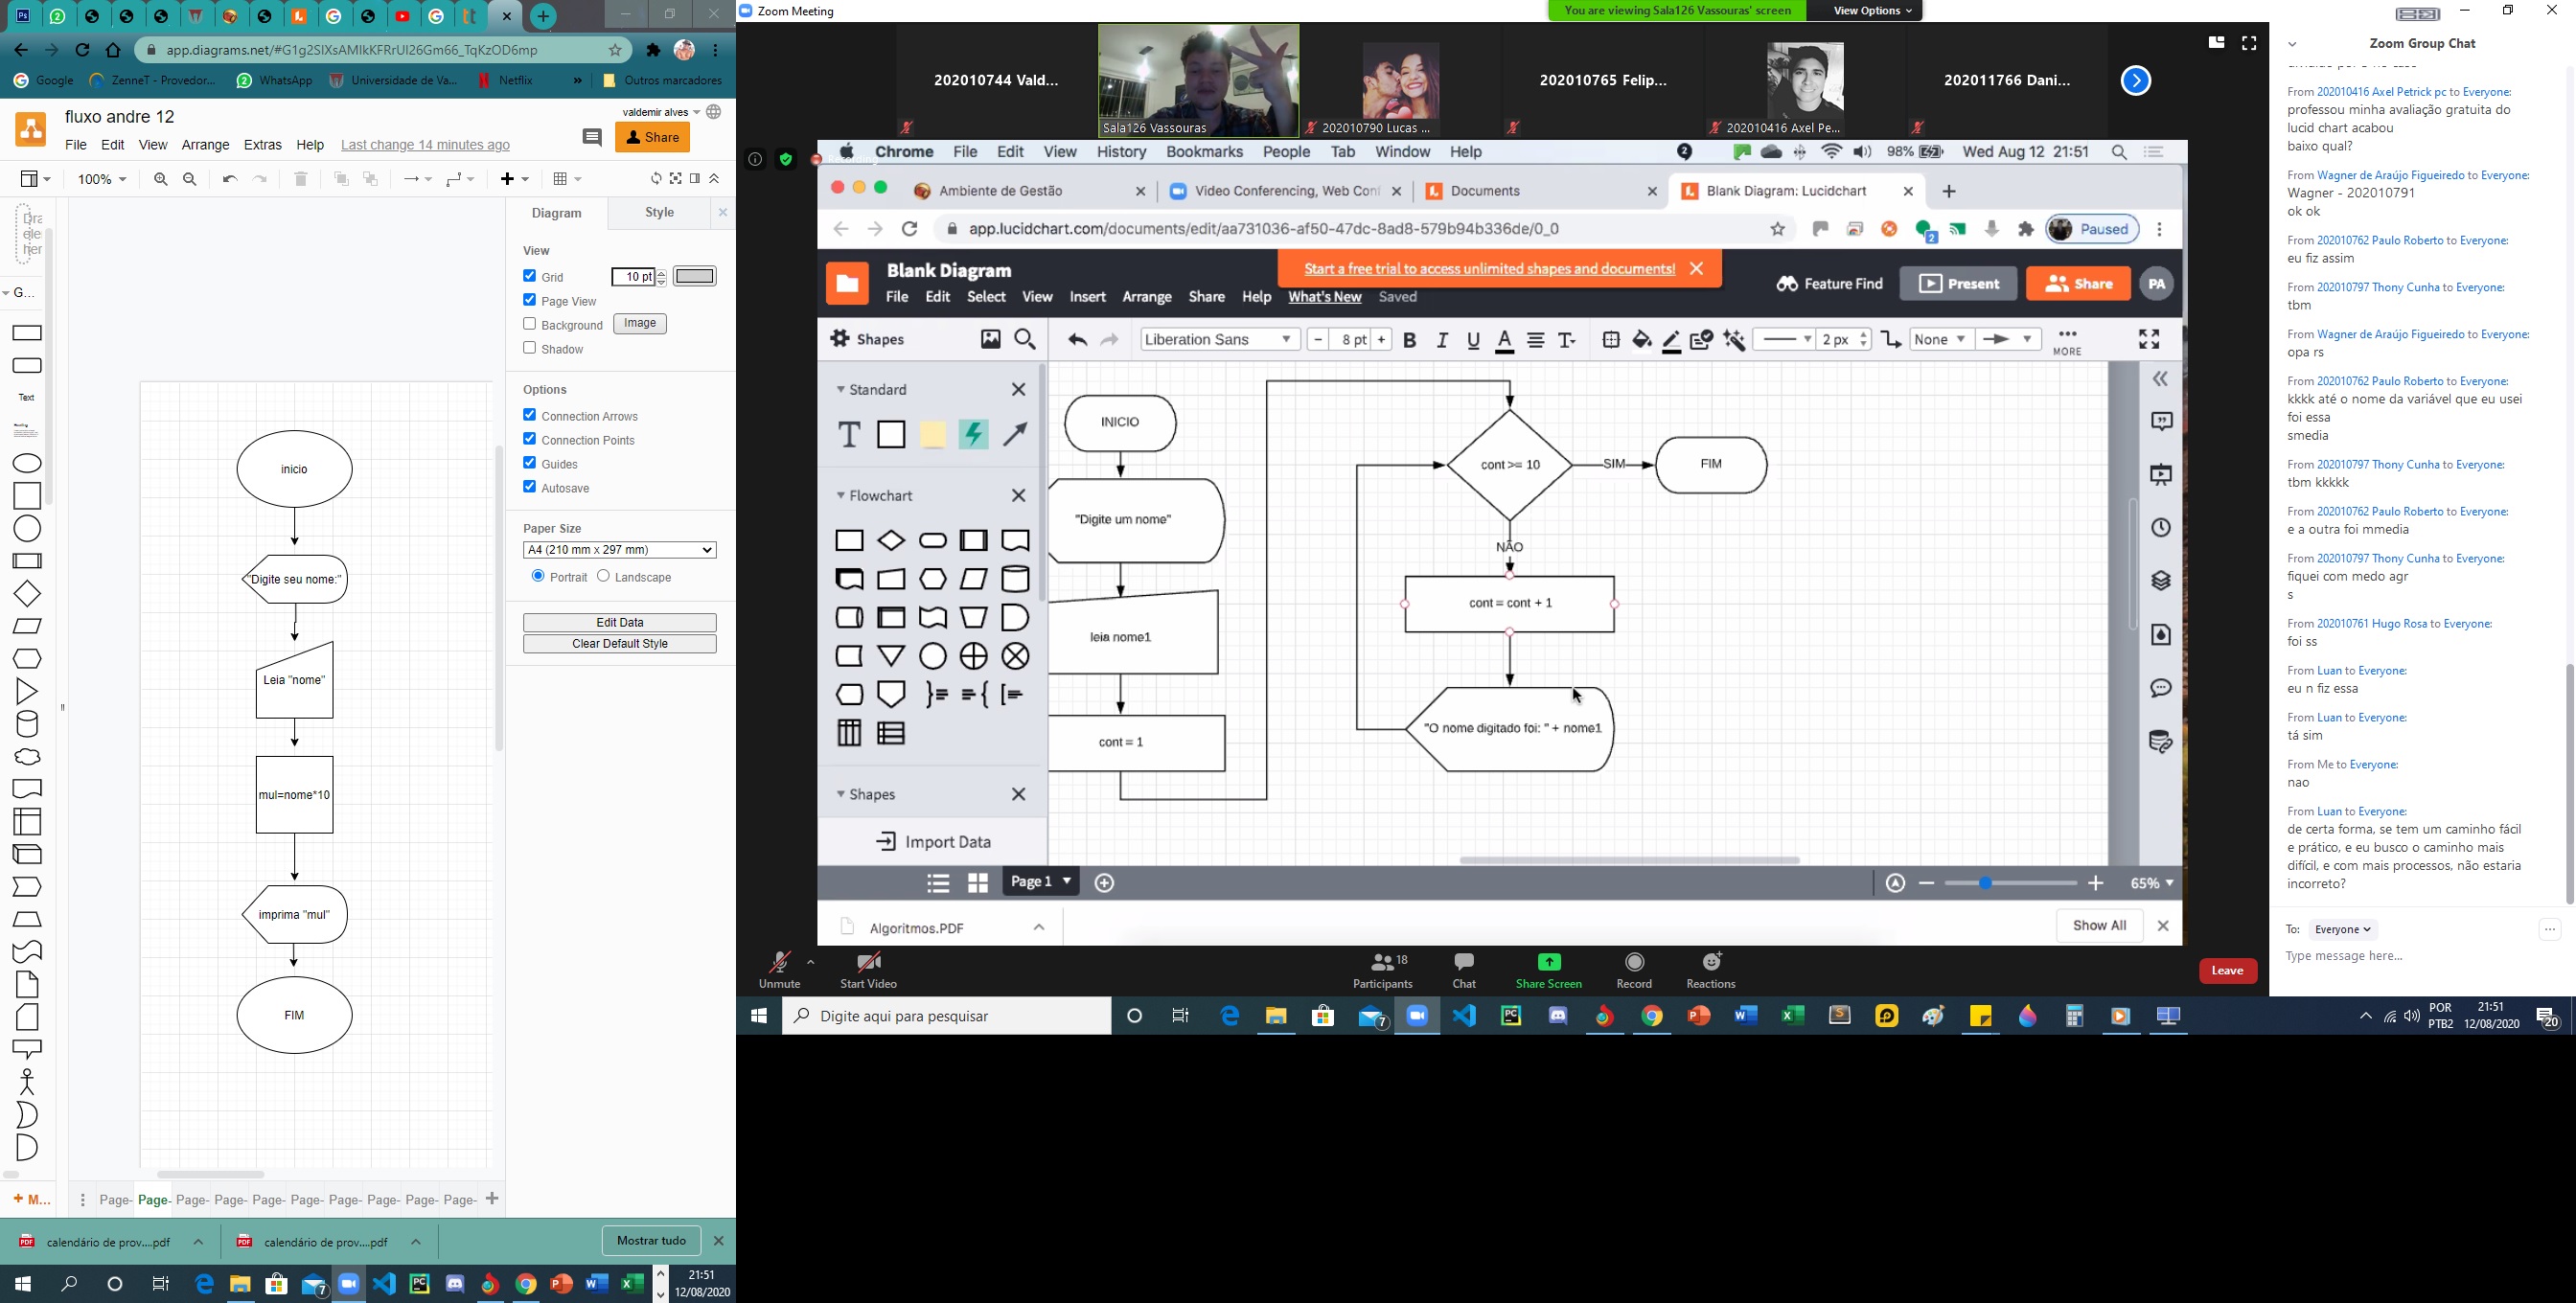 app.diagrams.net/#G1g2SIXsAMIkKFRrUI26Gm66_TqKzOD6mp
Google
ZenneT - Provedor...
WhatsApp
Universidade de Va...
Netflix
»
Outros marcadores
fluxo andre 12
valdemir alves
File Edit View Arrange Extras Help Last change 14 minutes ago
Share
100%
Diagram
Style
View
Grid
10 pt
Page View
Background
Image
Shadow
Options
Connection Arrows
Connection Points
Guides
Autosave
Paper Size
A4 (210 mm x 297 mm)
Portrait
Landscape
Edit Data
Clear Default Style
G...
Text
inicio
"Digite seu nome:"
Leia "nome"
mul=nome*10
imprima "mul"
FIM
+ M...
Page- Page- Page- Page- Page- Page- Page- Page- Page- Page-
calendário de prov....pdf
calendário de prov....pdf
Mostrar tudo
21:51
12/08/2020
Zoom Meeting
You are viewing Sala126 Vassouras' screen
View Options
202010744 Vald...
Sala126 Vassouras
202010790 Lucas ...
202010765 Felip...
202010416 Axel Pe...
202011766 Dani...
Chrome File Edit View History Bookmarks People Tab Window Help
98%
Wed Aug 12 21:51
Ambiente de Gestão
Video Conferencing, Web Conf
Documents
Blank Diagram: Lucidchart
app.lucidchart.com/documents/edit/aa731036-af50-47dc-8ad8-579b94b336de/0_0
Paused
Blank Diagram
Start a free trial to access unlimited shapes and documents!
Feature Find
Present
Share
PA
File Edit Select View Insert Arrange Share Help What's New Saved
Shapes
Liberation Sans
8 pt
B I U A
2 px
None
MORE
Standard
T
Flowchart
Shapes
Import Data
INICIO
"Digite um nome"
leia nome1
cont = 1
cont >= 10
SIM
FIM
NÃO
cont = cont + 1
"O nome digitado foi: " + nome1
Page 1
65%
Algoritmos.PDF
Show All
Unmute
Start Video
Participants
18
Chat
Share Screen
Record
Reactions
Leave
Digite aqui para pesquisar
POR
PTB2
21:51
12/08/2020
20
Zoom Group Chat
From 202010416 Axel Petrick pc to Everyone:
professou minha avaliação gratuita do
lucid chart acabou
baixo qual?
From Wagner de Araújo Figueiredo to Everyone:
Wagner - 202010791
ok ok
From 202010762 Paulo Roberto to Everyone:
eu fiz assim
From 202010797 Thony Cunha to Everyone:
tbm
From Wagner de Araújo Figueiredo to Everyone:
opa rs
From 202010762 Paulo Roberto to Everyone:
kkkk até o nome da variável que eu usei
foi essa
smedia
From 202010797 Thony Cunha to Everyone:
tbm kkkkk
From 202010762 Paulo Roberto to Everyone:
e a outra foi mmedia
From 202010797 Thony Cunha to Everyone:
fiquei com medo agr
s
From 202010761 Hugo Rosa to Everyone:
foi ss
From Luan to Everyone:
eu n fiz essa
From Luan to Everyone:
tá sim
From Me to Everyone:
nao
From Luan to Everyone:
de certa forma, se tem um caminho fácil
e prático, e eu busco o caminho mais
difícil, e com mais processos, não estaria
incorreto?
To: Everyone
Type message here...